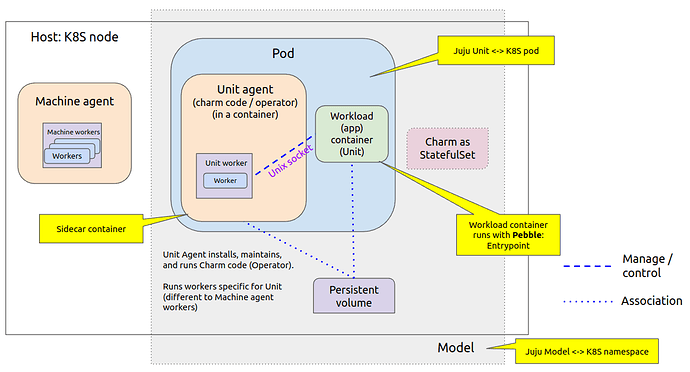 Host: K8S node
Pod
Juju Unit <-> K8S pod
Machine agent
Machine workers
Workers
Unit agent
(charm code / operator)
(in a container)
Unit worker
Worker
Unix socket
Workload
(app)
container
(Unit)
Charm as
StatefulSet
Sidecar container
Workload container
runs with Pebble:
Entrypoint
Unit Agent installs, maintains,
and runs Charm code (Operator).
Runs workers specific for Unit
(different to Machine agent
workers)
Persistent
volume
Manage /
control
Association
Model
Juju Model <-> K8S namespace